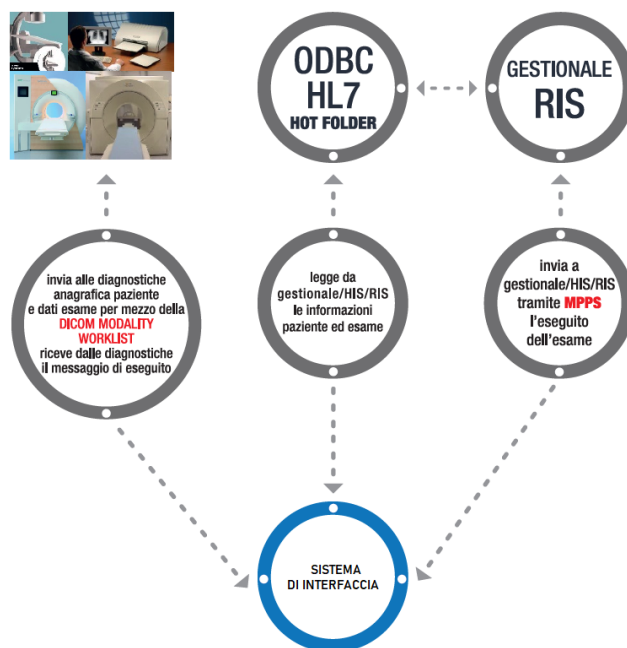 ODBC
HL7
HOT FOLDER
GESTIONALE
RIS
invia alle diagnostiche
anagrafica paziente
e dati esame per mezzo della
DICOM MODALITY
WORKLIST
riceve dalle diagnostiche
il messaggio di eseguito
legge da
gestionale/HIS/RIS
le informazioni
paziente ed esame
invia a
gestionale/HIS/RIS
tramite MPPS
l'eseguito
dell'esame
SISTEMA
DI INTERFACCIA